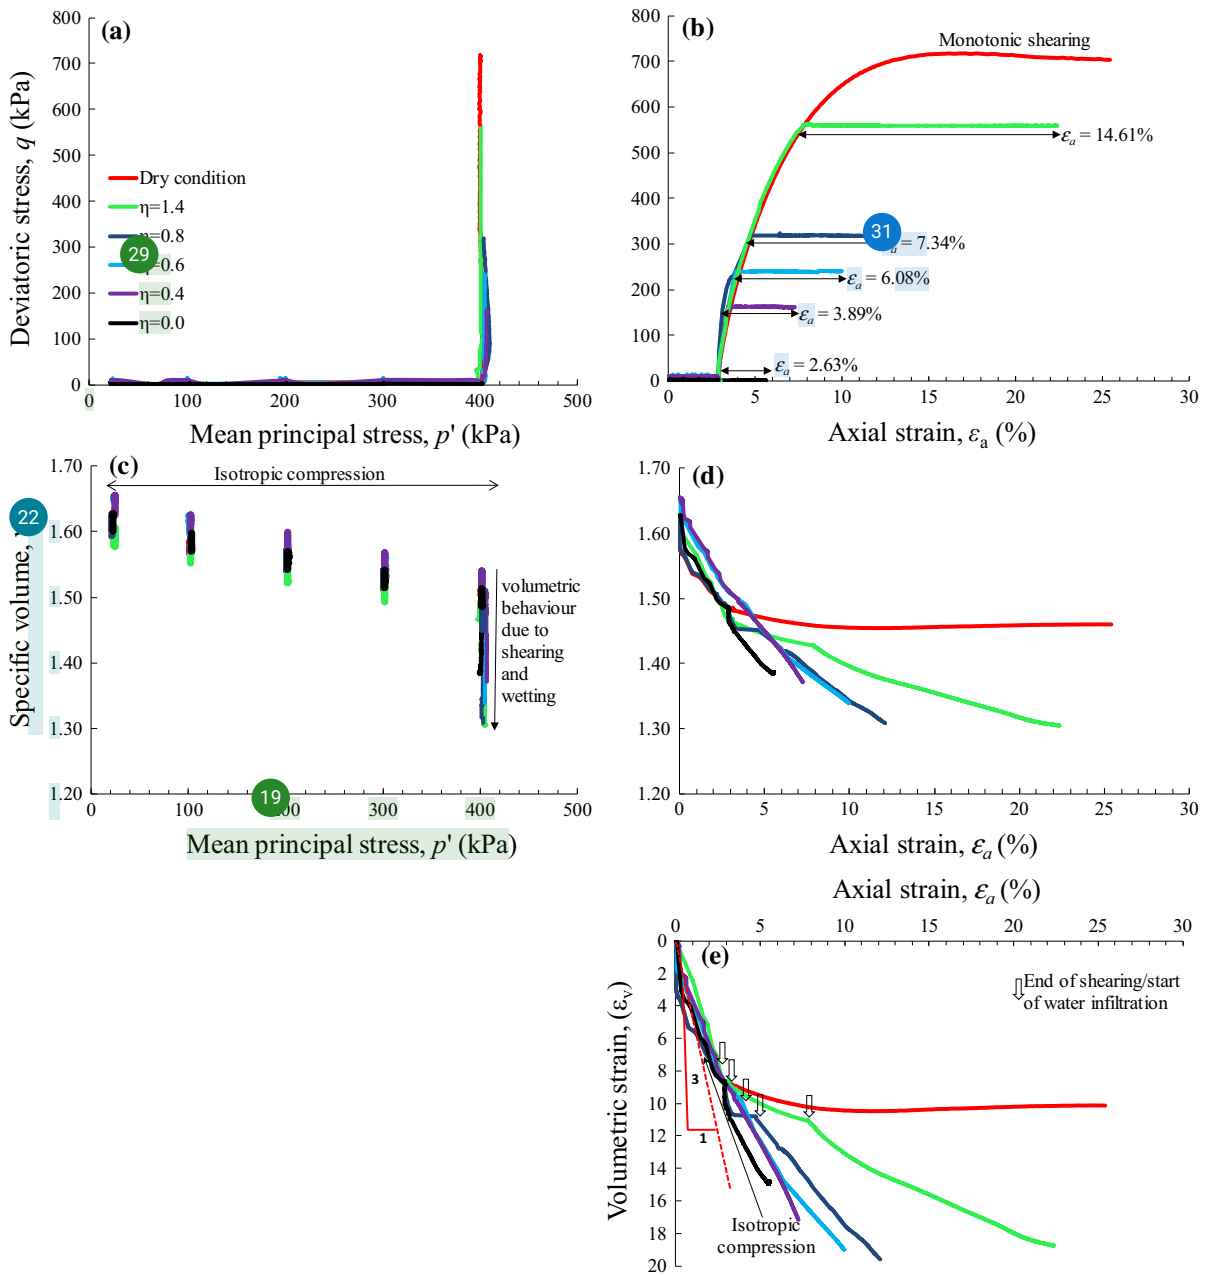 (a)
800
700
600
500
400
300
200
100
0
Deviatoric stress, q (kPa)
Dry condition
η=1.4
η=0.8
29
η=0.6
η=0.4
η=0.0
0
100
200
300
400
500
Mean principal stress, p' (kPa)
(b)
800
700
600
500
400
300
200
100
0
Monotonic shearing
εa = 14.61%
31
a = 7.34%
εa = 6.08%
εa = 3.89%
εa = 2.63%
0
5
10
15
20
25
30
Axial strain, εa (%)
(c)
1.70
1.60
1.50
1.40
1.30
1.20
22
Specific volume,
Isotropic compression
volumetric
behaviour
due to
shearing
and
wetting
19
0
100
200
300
400
500
Mean principal stress, p' (kPa)
(d)
1.70
1.60
1.50
1.40
1.30
1.20
0
5
10
15
20
25
30
Axial strain, εa (%)
Axial strain, εa (%)
0
5
10
15
20
25
30
(e)
0
2
4
6
8
10
12
14
16
18
20
Volumetric strain, (εv)
End of shearing/start
of water infiltration
3
1
Isotropic
compression